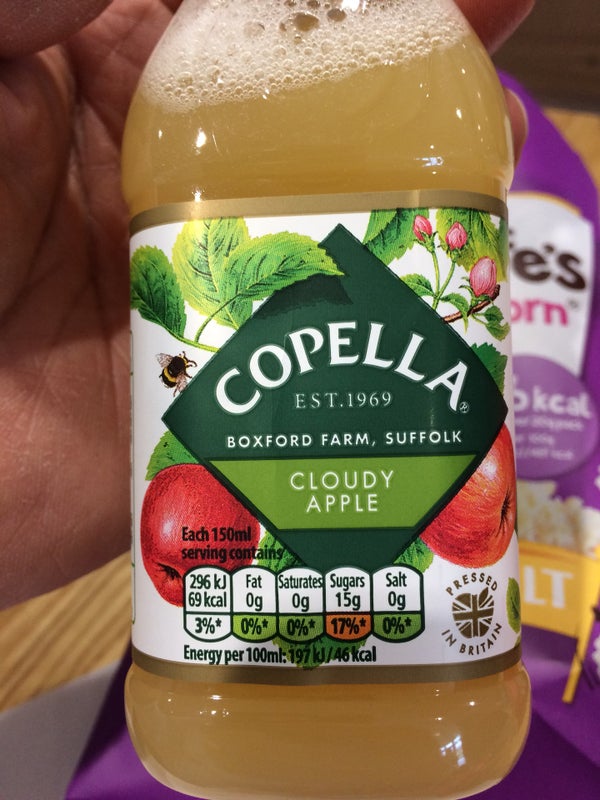 COPELLA
EST.1969
BOXFORD FARM, SUFFOLK
CLOUDY
APPLE
Each 150ml
serving contains
296 kJ Fat Saturates Sugars Salt
69 kcal 0g 0g 15g 0g
3%* 0%* 0%* 17%* 0%*
Energy per 100ml: 197 kJ / 46 kcal
PRESSED
IN BRITAIN
e's
orn
kcal
LT